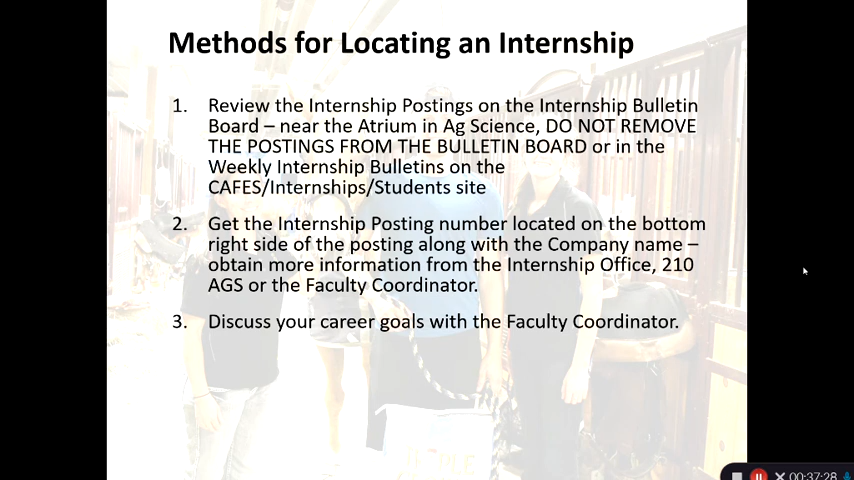 Methods for Locating an Internship
1. Review the Internship Postings on the Internship Bulletin
Board – near the Atrium in Ag Science, DO NOT REMOVE
THE POSTINGS FROM THE BULLETIN BOARD or in the
Weekly Internship Bulletins on the
CAFES/Internships/Students site
2. Get the Internship Posting number located on the bottom
right side of the posting along with the Company name –
obtain more information from the Internship Office, 210
AGS or the Faculty Coordinator.
3. Discuss your career goals with the Faculty Coordinator.
00:37:28